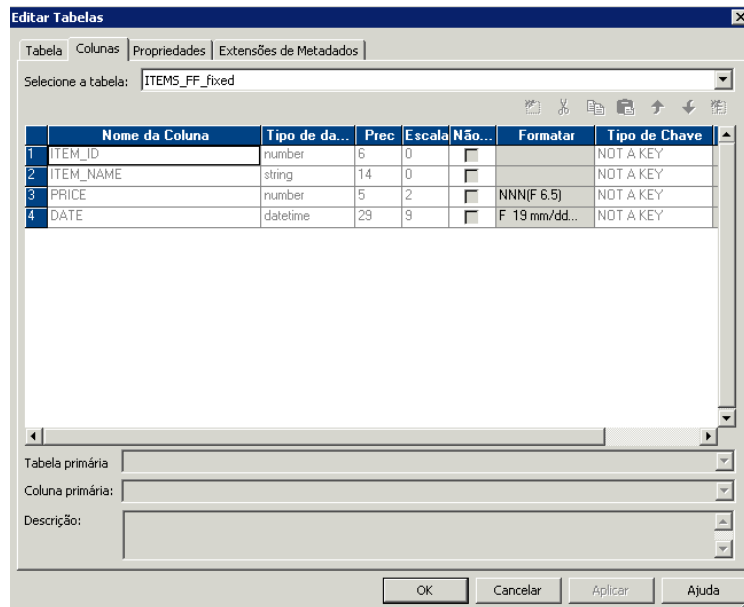 Editar Tabelas
Tabela Colunas Propriedades Extensões de Metadados
Selecione a tabela: ITEMS_FF_fixed
Nome da Coluna Tipo de da... Prec Escala Não... Formatar Tipo de Chave
1 ITEM_ID number 6 0 NOT A KEY
2 ITEM_NAME string 14 0 NOT A KEY
3 PRICE number 5 2 NNN(F 6.5) NOT A KEY
4 DATE datetime 29 9 F 19 mm/dd... NOT A KEY
Tabela primária
Coluna primária:
Descrição:
OK Cancelar Aplicar Ajuda